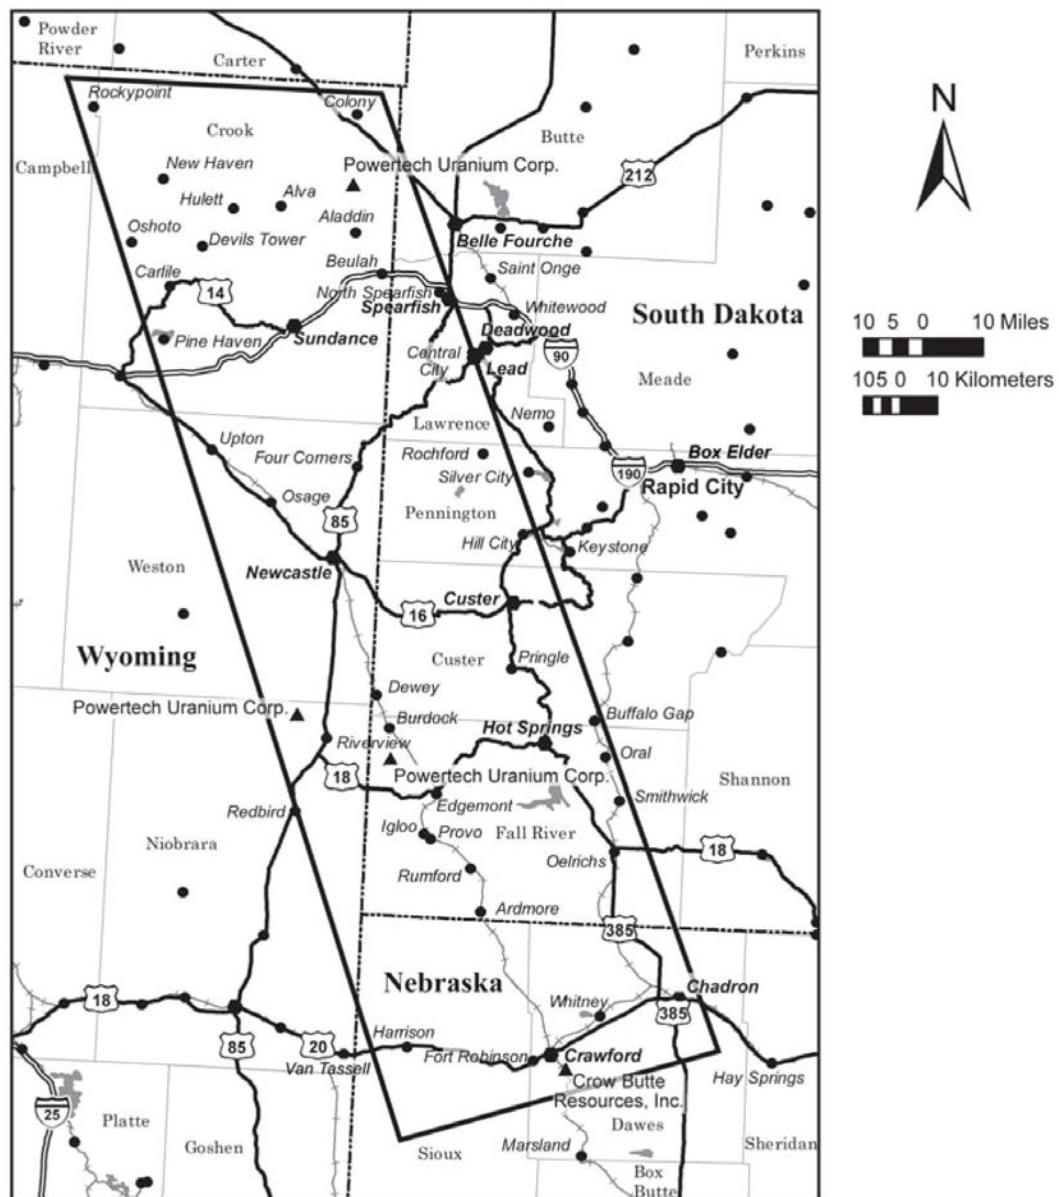 Powder
River
Carter
Perkins
N
Rockypoint
Colony
Crook
Butte
Campbell
New Haven
Powertech Uranium Corp.
212
Hulett
Alva
Aladdin
Oshoto
Devils Tower
Belle Fourche
Beulah
Saint Onge
Carlile
14
North Spearfish
Spearfish
Whitewood
South Dakota
10 5 0 10 Miles
Pine Haven
Sundance
Deadwood
Central
City
Lead
90
Meade
105 0 10 Kilometers
Nemo
Lawrence
Upton
Four Corners
Rochford
Box Elder
Silver City
190
Rapid City
Osage
85
Pennington
Hill City
Keystone
Weston
Newcastle
Custer
16
Wyoming
Custer
Pringle
Dewey
Powertech Uranium Corp.
Burdock
Buffalo Gap
Hot Springs
Riverview
Oral
18
Powertech Uranium Corp.
Shannon
Edgemont
Smithwick
Redbird
Igloo
Provo
Fall River
Niobrara
18
Oelrichs
Converse
Rumford
Ardmore
385
Nebraska
Chadron
18
Whitney
385
Harrison
85
20
Fort Robinson
Crawford
Van Tassell
Hay Springs
Crow Butte
Resources, Inc.
25
Platte
Dawes
Goshen
Sioux
Marsland
Sheridan
Box
Butte